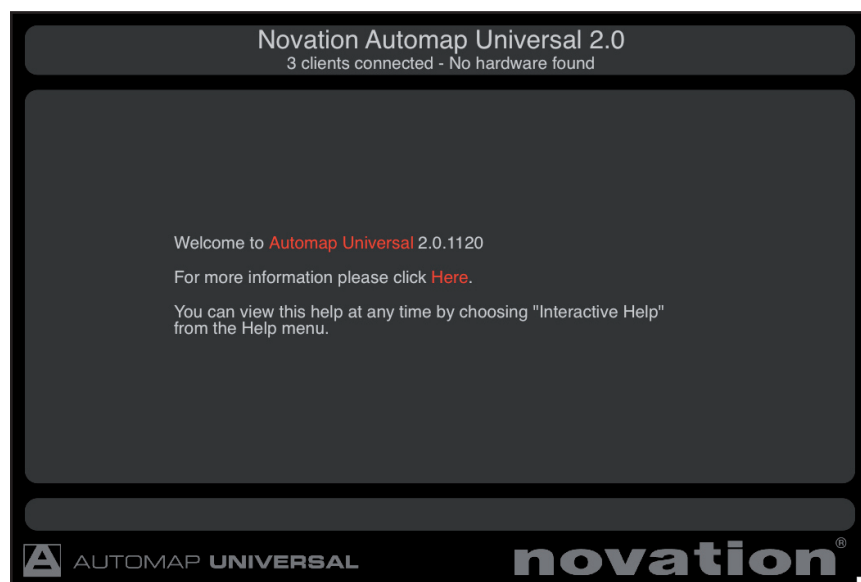 Novation Automap Universal 2.0
3 clients connected - No hardware found
Welcome to Automap Universal 2.0.1120
For more information please click Here.
You can view this help at any time by choosing "Interactive Help"
from the Help menu.
A AUTOMAP UNIVERSAL
novation®